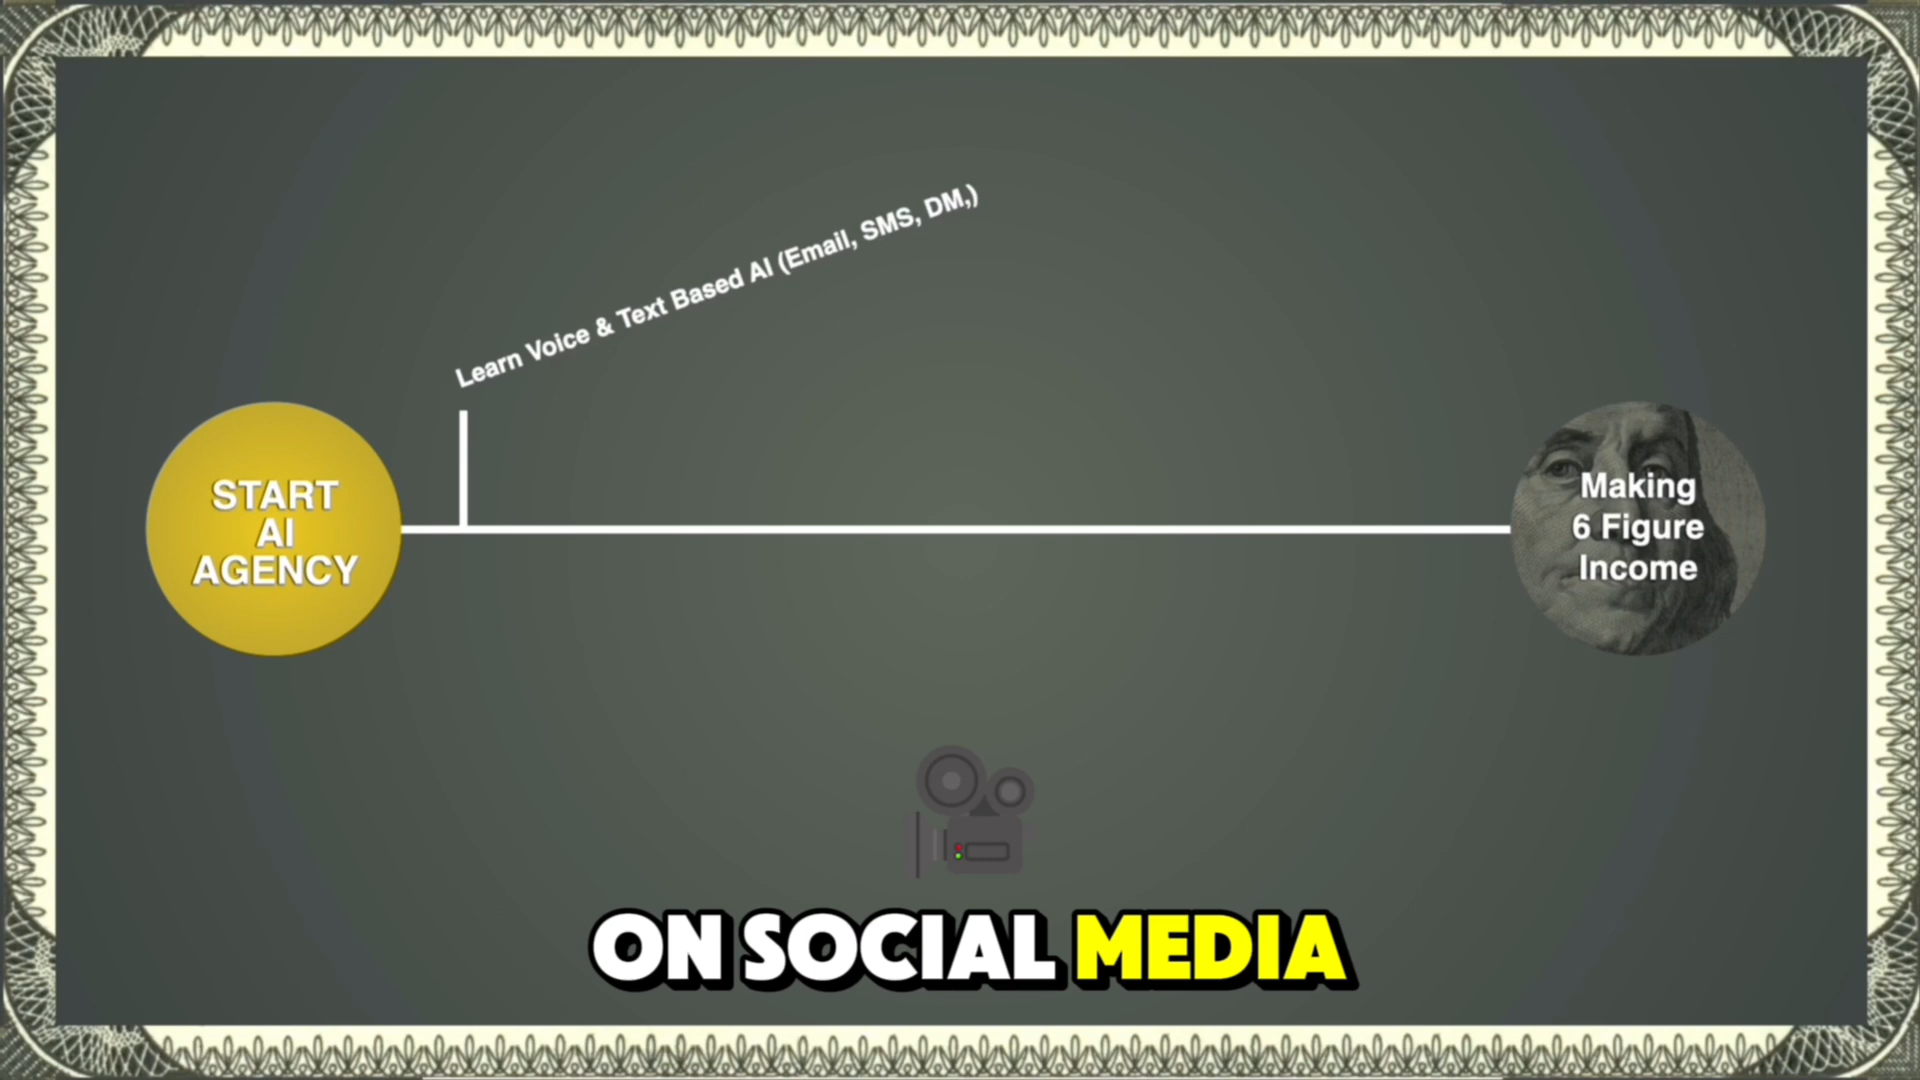 Learn Voice & Text Based AI (Email, SMS, DM,)
START
AI
AGENCY
Making
6 Figure
Income
ON SOCIAL MEDIA